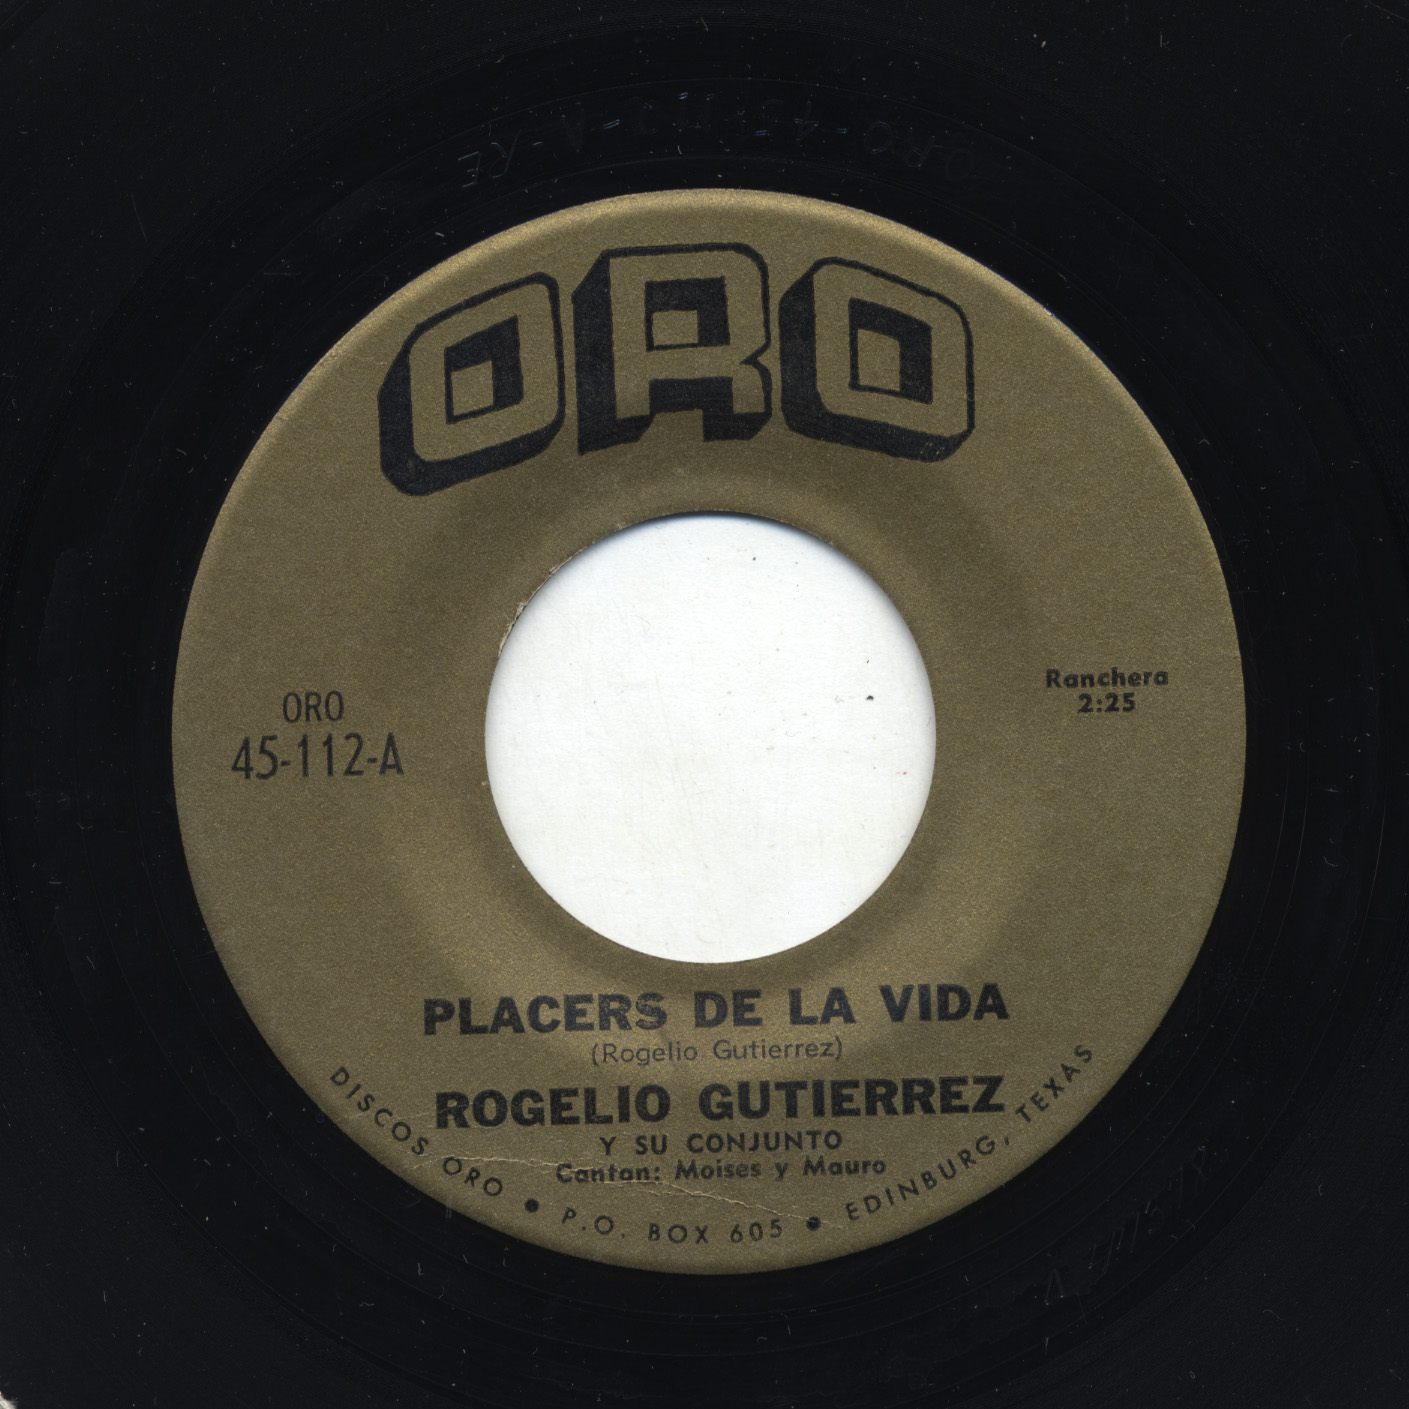 ORO
ORO
45-112-A
Ranchera
2:25
PLACERS DE LA VIDA
(Rogelio Gutierrez)
ROGELIO GUTIERREZ
Y SU CONJUNTO
Cantan: Moises y Mauro
DISCOS ORO • P.O. BOX 605 • EDINBURG, TEXAS